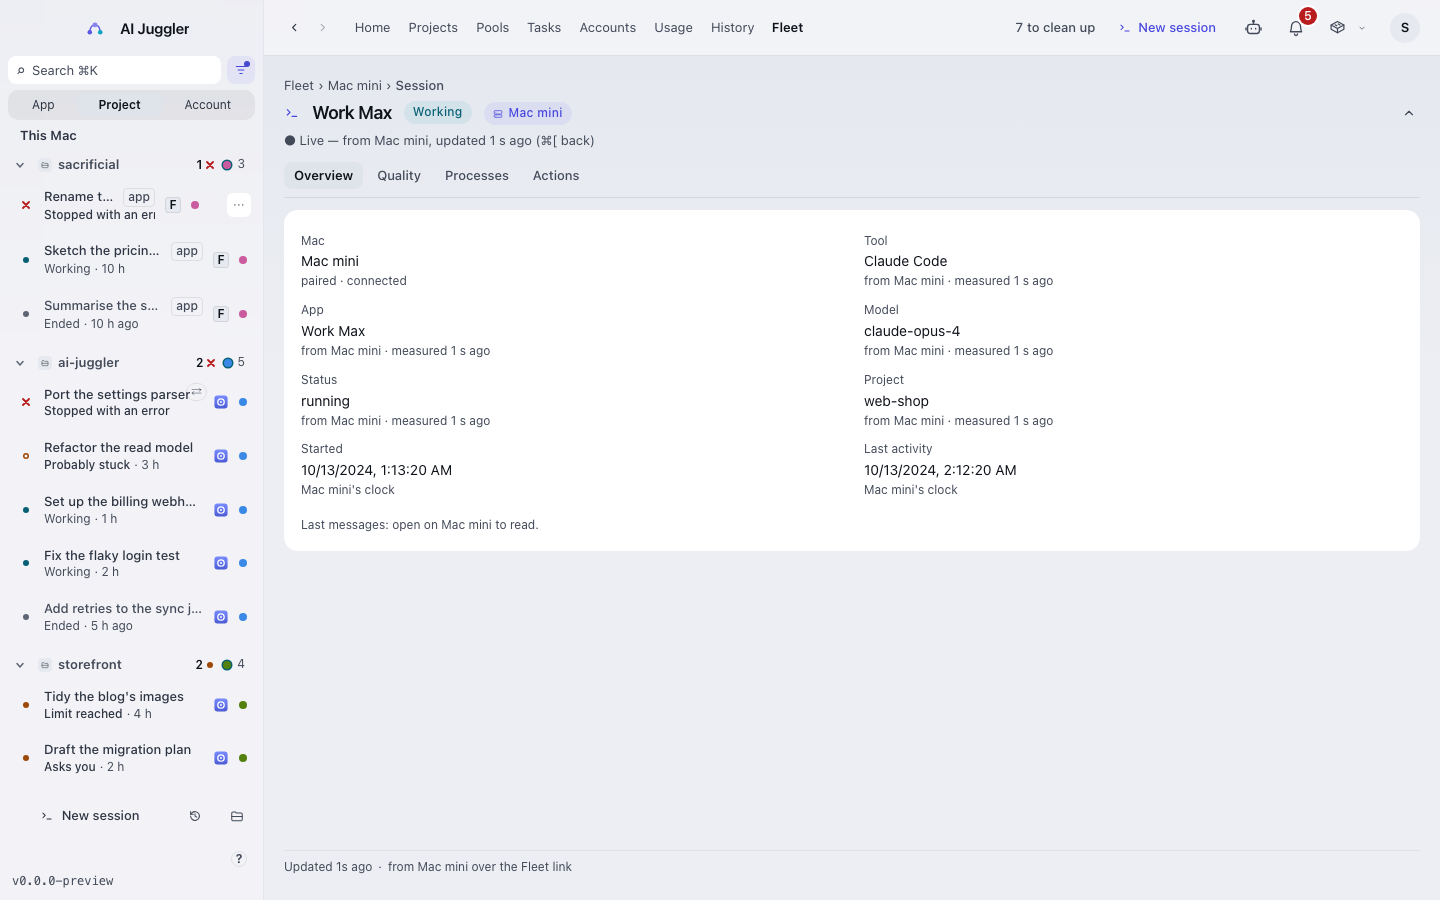 AI Juggler
Search ⌘K
App Project Account
This Mac
sacrificial 1 3
Rename t... app F
Stopped with an err
Sketch the pricin... app F
Working · 10 h
Summarise the s... app F
Ended · 10 h ago
ai-juggler 2 5
Port the settings parser
Stopped with an error
Refactor the read model
Probably stuck · 3 h
Set up the billing webh...
Working · 1 h
Fix the flaky login test
Working · 2 h
Add retries to the sync j...
Ended · 5 h ago
storefront 2 4
Tidy the blog's images
Limit reached · 4 h
Draft the migration plan
Asks you · 2 h
New session
?
v0.0.0-preview
Home Projects Pools Tasks Accounts Usage History Fleet 7 to clean up New session 5 S
Fleet › Mac mini › Session
Work Max Working Mac mini
Live — from Mac mini, updated 1 s ago (⌘[ back)
Overview Quality Processes Actions
Mac
Mac mini
paired · connected
Tool
Claude Code
from Mac mini · measured 1 s ago
App
Work Max
from Mac mini · measured 1 s ago
Model
claude-opus-4
from Mac mini · measured 1 s ago
Status
running
from Mac mini · measured 1 s ago
Project
web-shop
from Mac mini · measured 1 s ago
Started
10/13/2024, 1:13:20 AM
Mac mini's clock
Last activity
10/13/2024, 2:12:20 AM
Mac mini's clock
Last messages: open on Mac mini to read.
Updated 1s ago · from Mac mini over the Fleet link